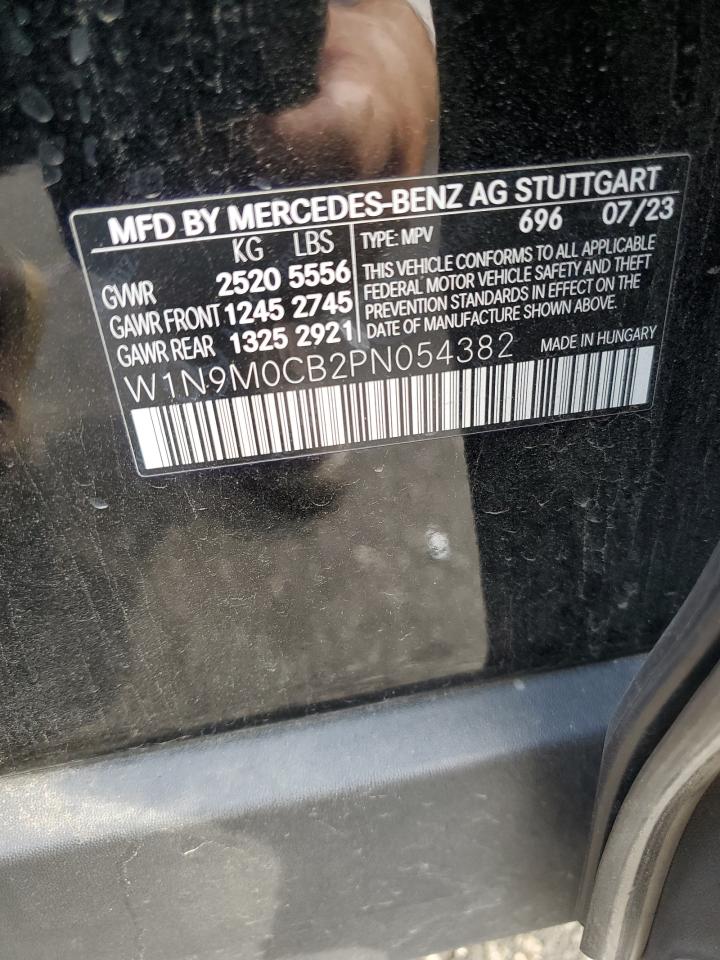 MFD BY MERCEDES-BENZ AG STUTTGART
KG LBS
GVWR 2520 5556
GAWR FRONT 1245 2745
GAWR REAR 1325 2921
TYPE: MPV 696 07/23
THIS VEHICLE CONFORMS TO ALL APPLICABLE
FEDERAL MOTOR VEHICLE SAFETY AND THEFT
PREVENTION STANDARDS IN EFFECT ON THE
DATE OF MANUFACTURE SHOWN ABOVE.
W1N9M0CB2PN054382 MADE IN HUNGARY